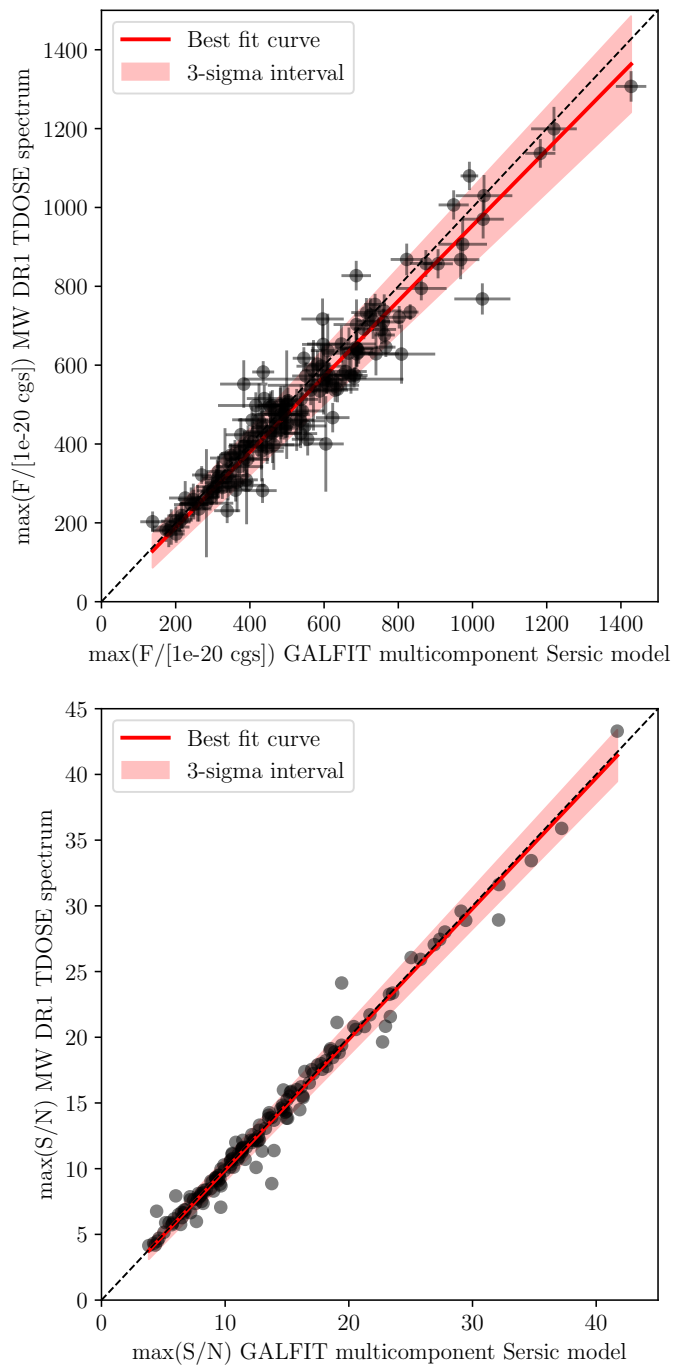 1400
1200
1000
800
600
400
200
0
max(F/[1e-20 cgs]) MW DR1 TDOSE spectrum
Best fit curve
3-sigma interval
0 200 400 600 800 1000 1200 1400
max(F/[1e-20 cgs]) GALFIT multicomponent Sersic model
45
40
35
30
25
20
15
10
5
0
max(S/N) MW DR1 TDOSE spectrum
Best fit curve
3-sigma interval
0 10 20 30 40
max(S/N) GALFIT multicomponent Sersic model